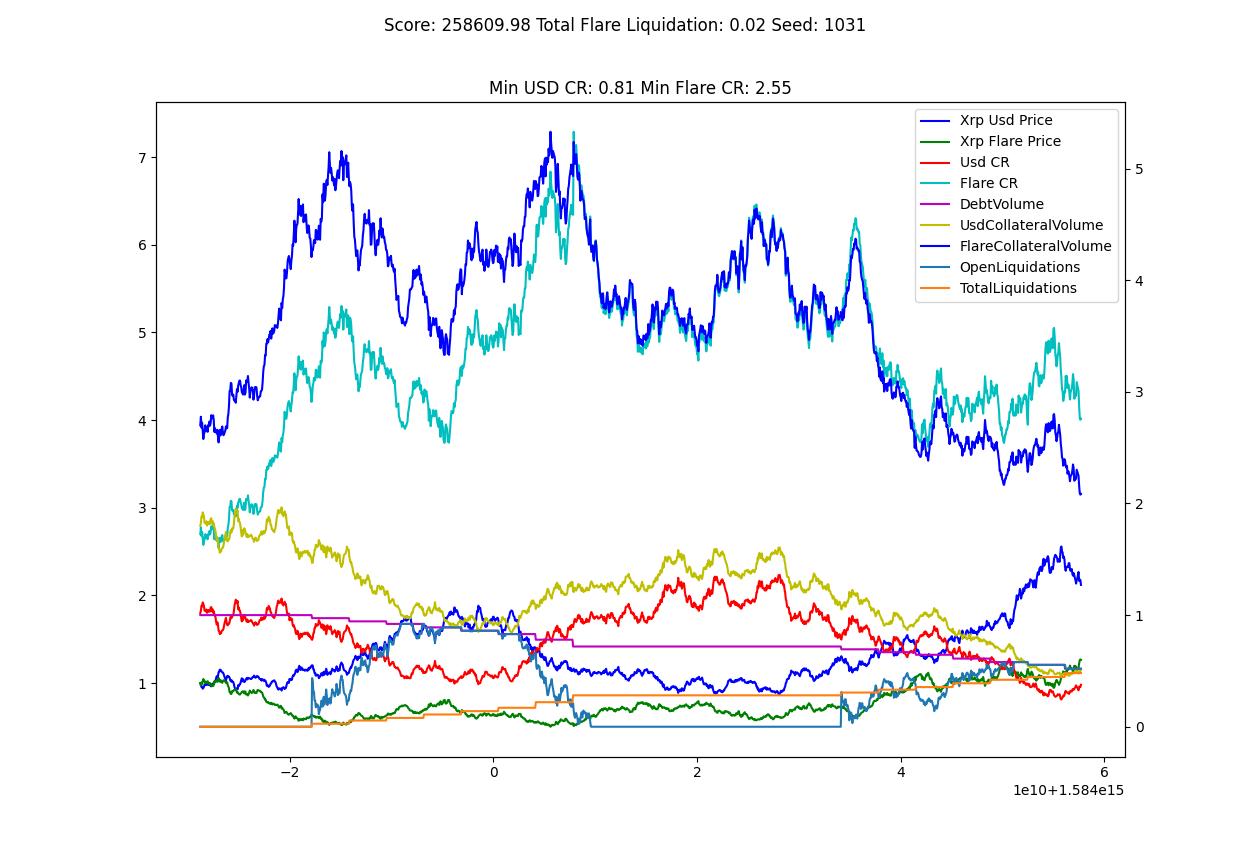 Score: 258609.98 Total Flare Liquidation: 0.02 Seed: 1031
Min USD CR: 0.81 Min Flare CR: 2.55
Xrp Usd Price
Xrp Flare Price
Usd CR
Flare CR
DebtVolume
UsdCollateralVolume
FlareCollateralVolume
OpenLiquidations
TotalLiquidations
7
6
5
4
3
2
1
5
4
3
2
1
0
−2
0
2
4
6
1e10+1.584e15